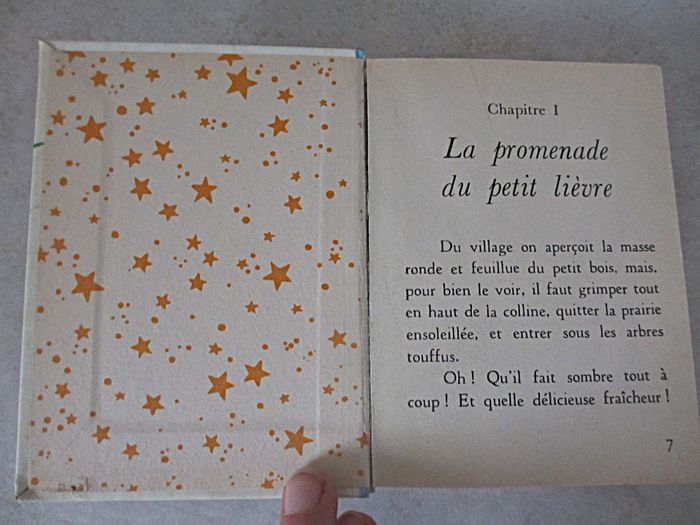 Chapitre I
La promenade
du petit lièvre
Du village on aperçoit la masse
ronde et feuillue du petit bois, mais,
pour bien le voir, il faut grimper tout
en haut de la colline, quitter la prairie
ensoleillée, et entrer sous les arbres
touffus.
Oh ! Qu'il fait sombre tout à
coup ! Et quelle délicieuse fraîcheur !
7